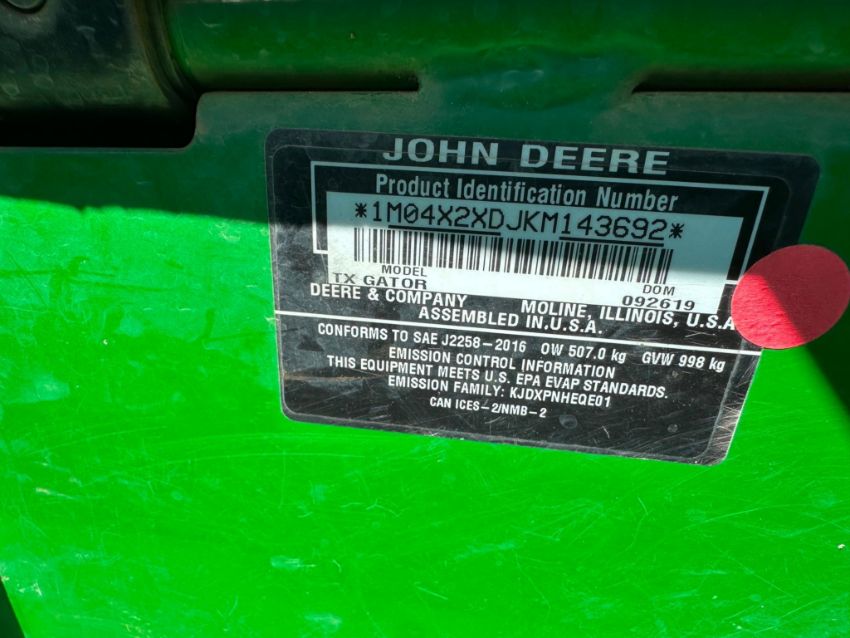 JOHN DEERE
Product Identification Number
*1M04X2XDJKM143692*
MODEL
TX GATOR
DOM
092619
DEERE & COMPANY MOLINE, ILLINOIS, U.S.A
ASSEMBLED IN.U.S.A.
CONFORMS TO SAE J2258-2016 OW 507.0 kg GVW 998 kg
EMISSION CONTROL INFORMATION
THIS EQUIPMENT MEETS U.S. EPA EVAP STANDARDS.
EMISSION FAMILY: KJDXPNHEQE01
CAN ICES-2/NMB-2